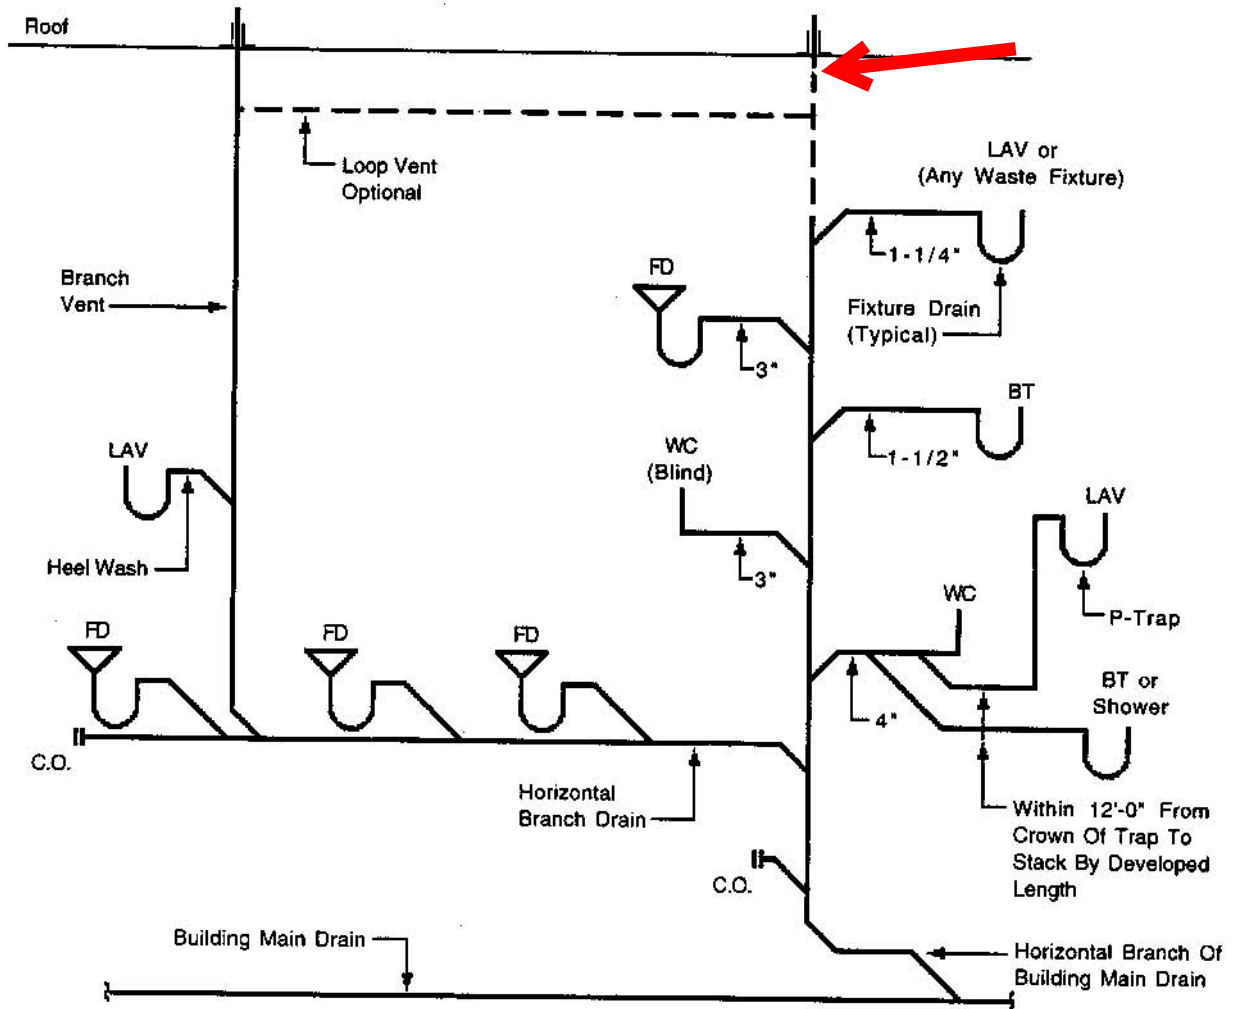 Roof
Loop Vent
Optional
LAV or
(Any Waste Fixture)
1-1/4"
Fixture Drain
(Typical)
FD
3"
Branch
Vent
BT
1-1/2"
LAV
WC
(Blind)
3"
LAV
Heel Wash
WC
P-Trap
FD
FD
FD
BT or
Shower
4"
C.O.
Horizontal
Branch Drain
Within 12'-0" From
Crown Of Trap To
Stack By Developed
Length
C.O.
Building Main Drain
Horizontal Branch Of
Building Main Drain